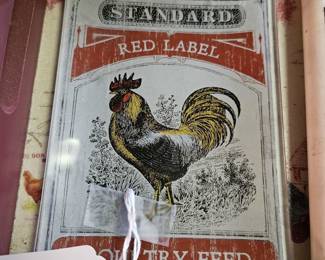 STANDARD
RED LABEL
POULTRY FEED